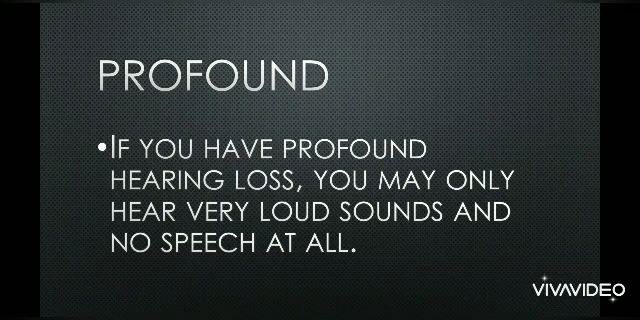 PROFOUND
•IF YOU HAVE PROFOUND
HEARING LOSS, YOU MAY ONLY
HEAR VERY LOUD SOUNDS AND
NO SPEECH AT ALL.
VIVAVIDEO